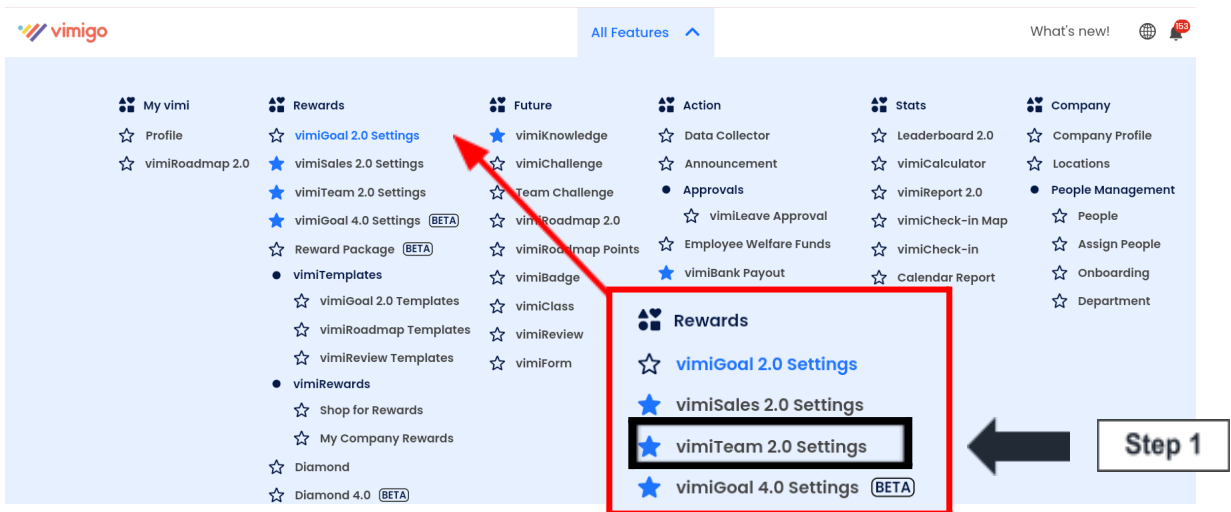 vimigo
All Features
What's new!
153
My vimi
Profile
vimiRoadmap 2.0
Rewards
vimiGoal 2.0 Settings
vimiSales 2.0 Settings
vimiTeam 2.0 Settings
vimiGoal 4.0 Settings BETA
Reward Package BETA
vimiTemplates
vimiGoal 2.0 Templates
vimiRoadmap Templates
vimiReview Templates
vimiRewards
Shop for Rewards
My Company Rewards
Diamond
Diamond 4.0 BETA
Future
vimiKnowledge
vimiChallenge
Team Challenge
vimiRoadmap 2.0
vimiRoadmap Points
vimiBadge
vimiClass
vimiReview
vimiForm
Action
Data Collector
Announcement
Approvals
vimiLeave Approval
Employee Welfare Funds
vimiBank Payout
Stats
Leaderboard 2.0
vimiCalculator
vimiReport 2.0
vimiCheck-in Map
vimiCheck-in
Calendar Report
Company
Company Profile
Locations
People Management
People
Assign People
Onboarding
Department
Rewards
vimiGoal 2.0 Settings
vimiSales 2.0 Settings
vimiTeam 2.0 Settings
vimiGoal 4.0 Settings BETA
Step 1